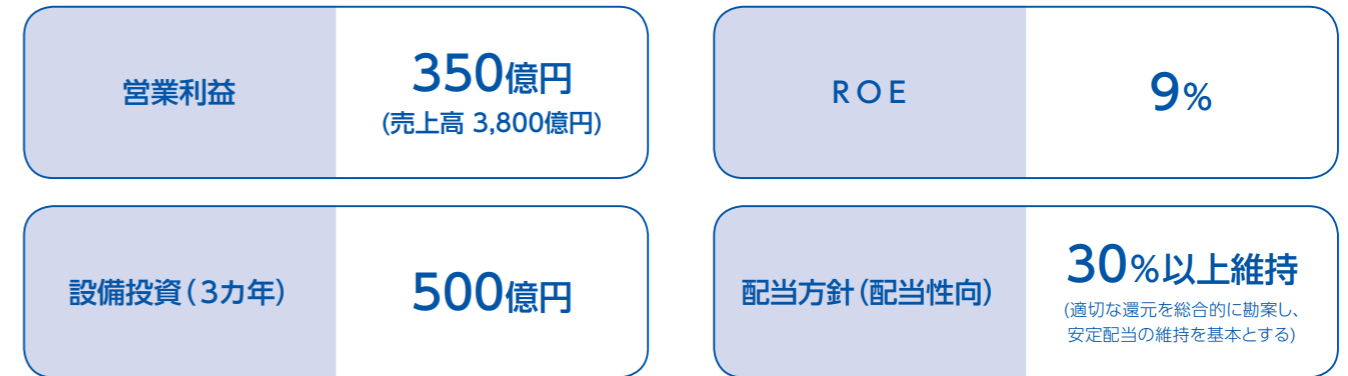 営業利益
350億円
(売上高 3,800億円)
ROE
9%
設備投資(3カ年)
500億円
配当方針(配当性向)
30%以上維持
(適切な還元を総合的に勘案し、
安定配当の維持を基本とする)